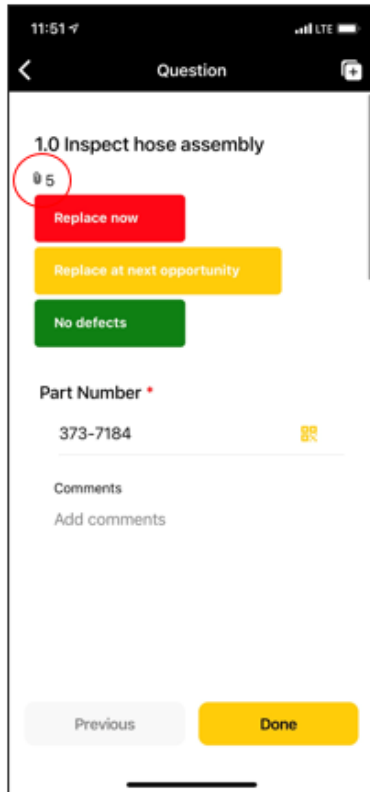 11:51
LTE
Question
1.0 Inspect hose assembly
5
Replace now
Replace at next opportunity
No defects
Part Number *
373-7184
Comments
Add comments
Previous
Done